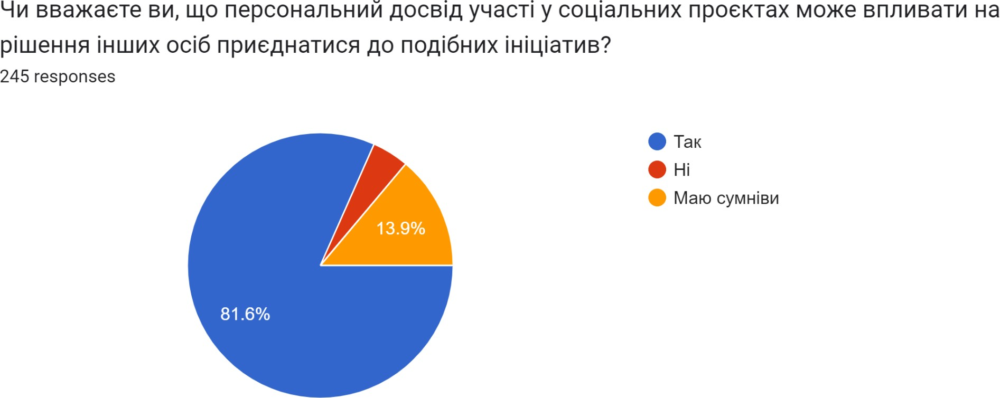 Чи вважаєте ви, що персональний досвід участі у соціальних проєктах може впливати на
рішення інших осіб приєднатися до подібних ініціатив?
245 responses
Так
Ні
Маю сумніви
13.9%
81.6%